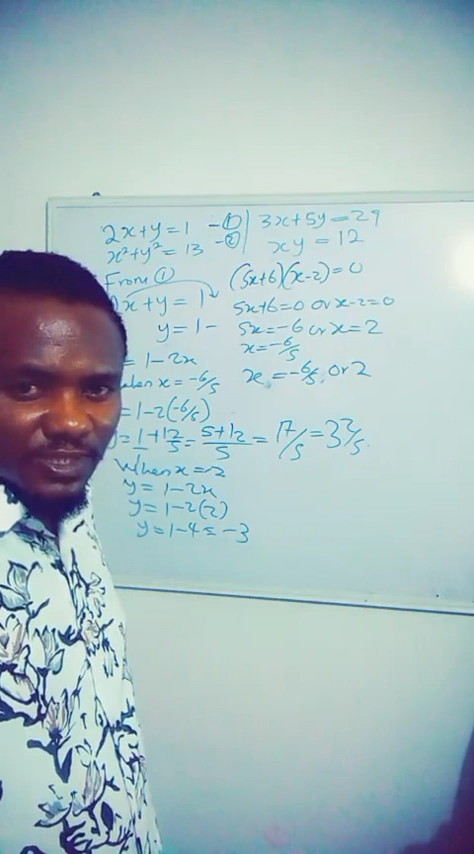 2x+y=1 -①
x²+y²=13 -②
From ①
x+y=1
y=1-
=1-2x
when x=-6/5
=1-2(-6/5)
=1/1+12/5=5+12/5=17/5=3 2/5.
When x=2
y=1-2x
y=1-2(2)
y=1-4=-3
3x+5y=29
xy=12
(5x+6)(x-2)=0
5x+6=0 or x-2=0
5x=-6 or x=2
x=-6/5
x=-6/5, or 2